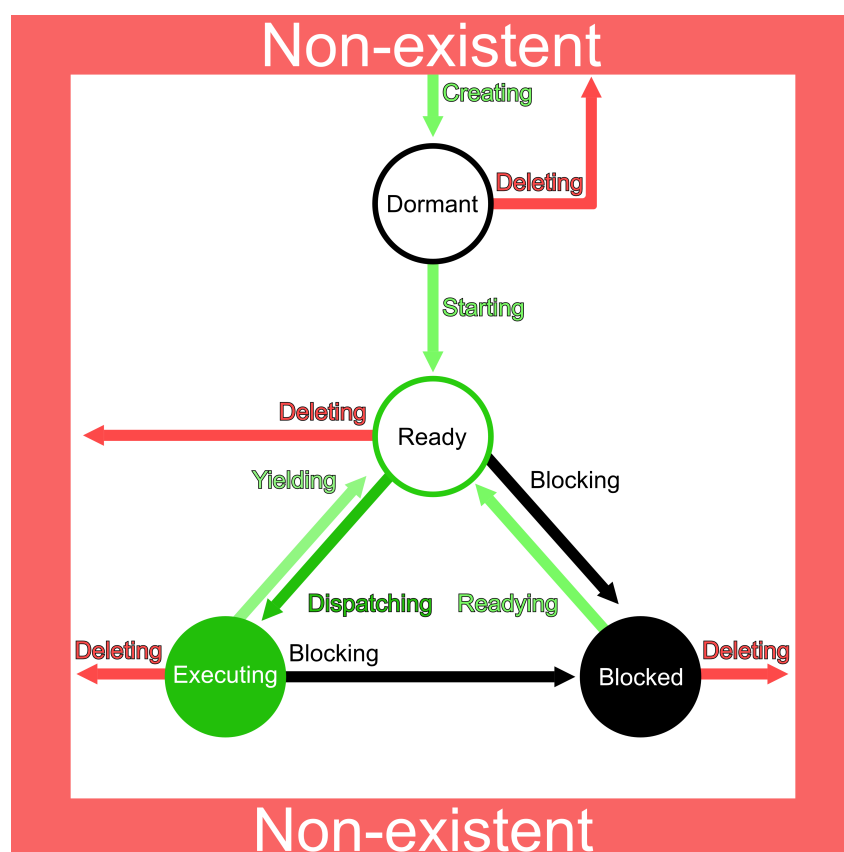 Non-existent
Creating
Deleting
Dormant
Starting
Deleting
Ready
Yielding
Blocking
Dispatching
Readying
Deleting
Blocking
Deleting
Executing
Blocked
Non-existent